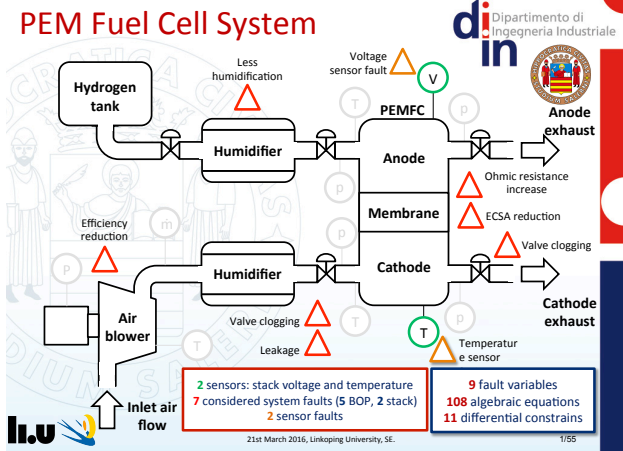 PEM Fuel Cell System
Dipartimento di
Ingegneria Industriale
d:in
Less
humidification
Voltage
sensor fault
V
Hydrogen
tank
T
PEMFC
p
Anode
exhaust
Humidifier
Anode
p
Ohmic resistance
increase
Efficiency
reduction
ṁ
Membrane
ECSA reduction
p
p
Valve clogging
Humidifier
Cathode
Cathode
exhaust
Air
blower
Valve clogging
T
T
p
T
Leakage
Temperatur
e sensor
2 sensors: stack voltage and temperature
7 considered system faults (5 BOP, 2 stack)
2 sensor faults
9 fault variables
108 algebraic equations
11 differential constrains
Inlet air
flow
li.u
21st March 2016, Linkoping University, SE.
1/55